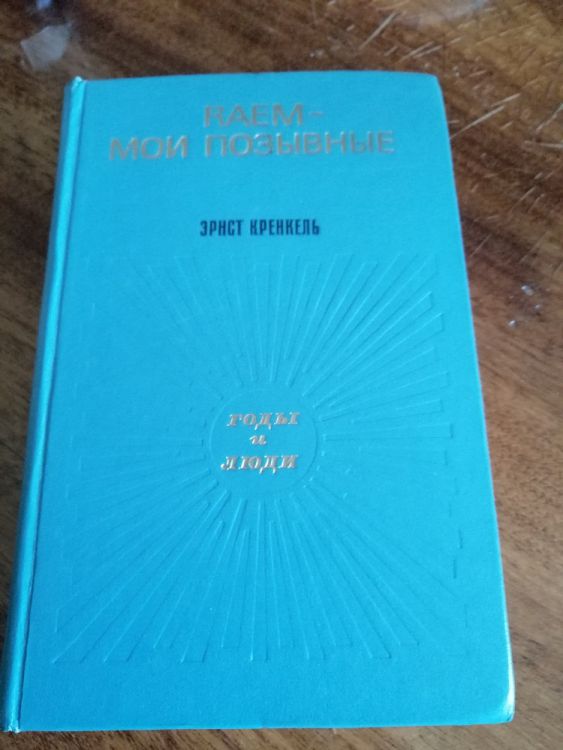 RAEM -
МОИ ПОЗЫВНЫЕ
ЭРНСТ КРЕНКЕЛЬ
ГОДЫ
и
ЛЮДИ